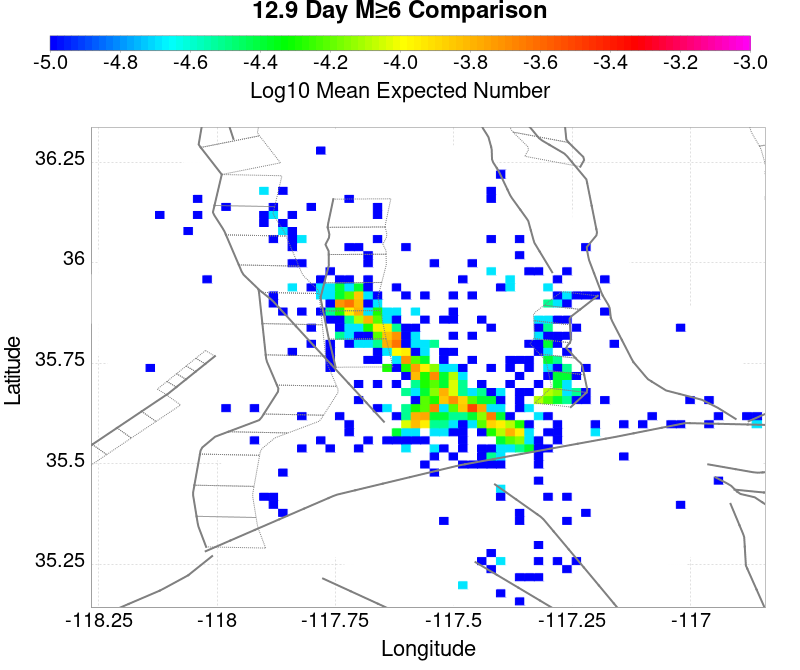 12.9 Day M≥6 Comparison
-5.0 -4.8 -4.6 -4.4 -4.2 -4.0 -3.8 -3.6 -3.4 -3.2 -3.0
Log10 Mean Expected Number
36.25
36
35.75
35.5
35.25
Latitude
-118.25 -118 -117.75 -117.5 -117.25 -117
Longitude